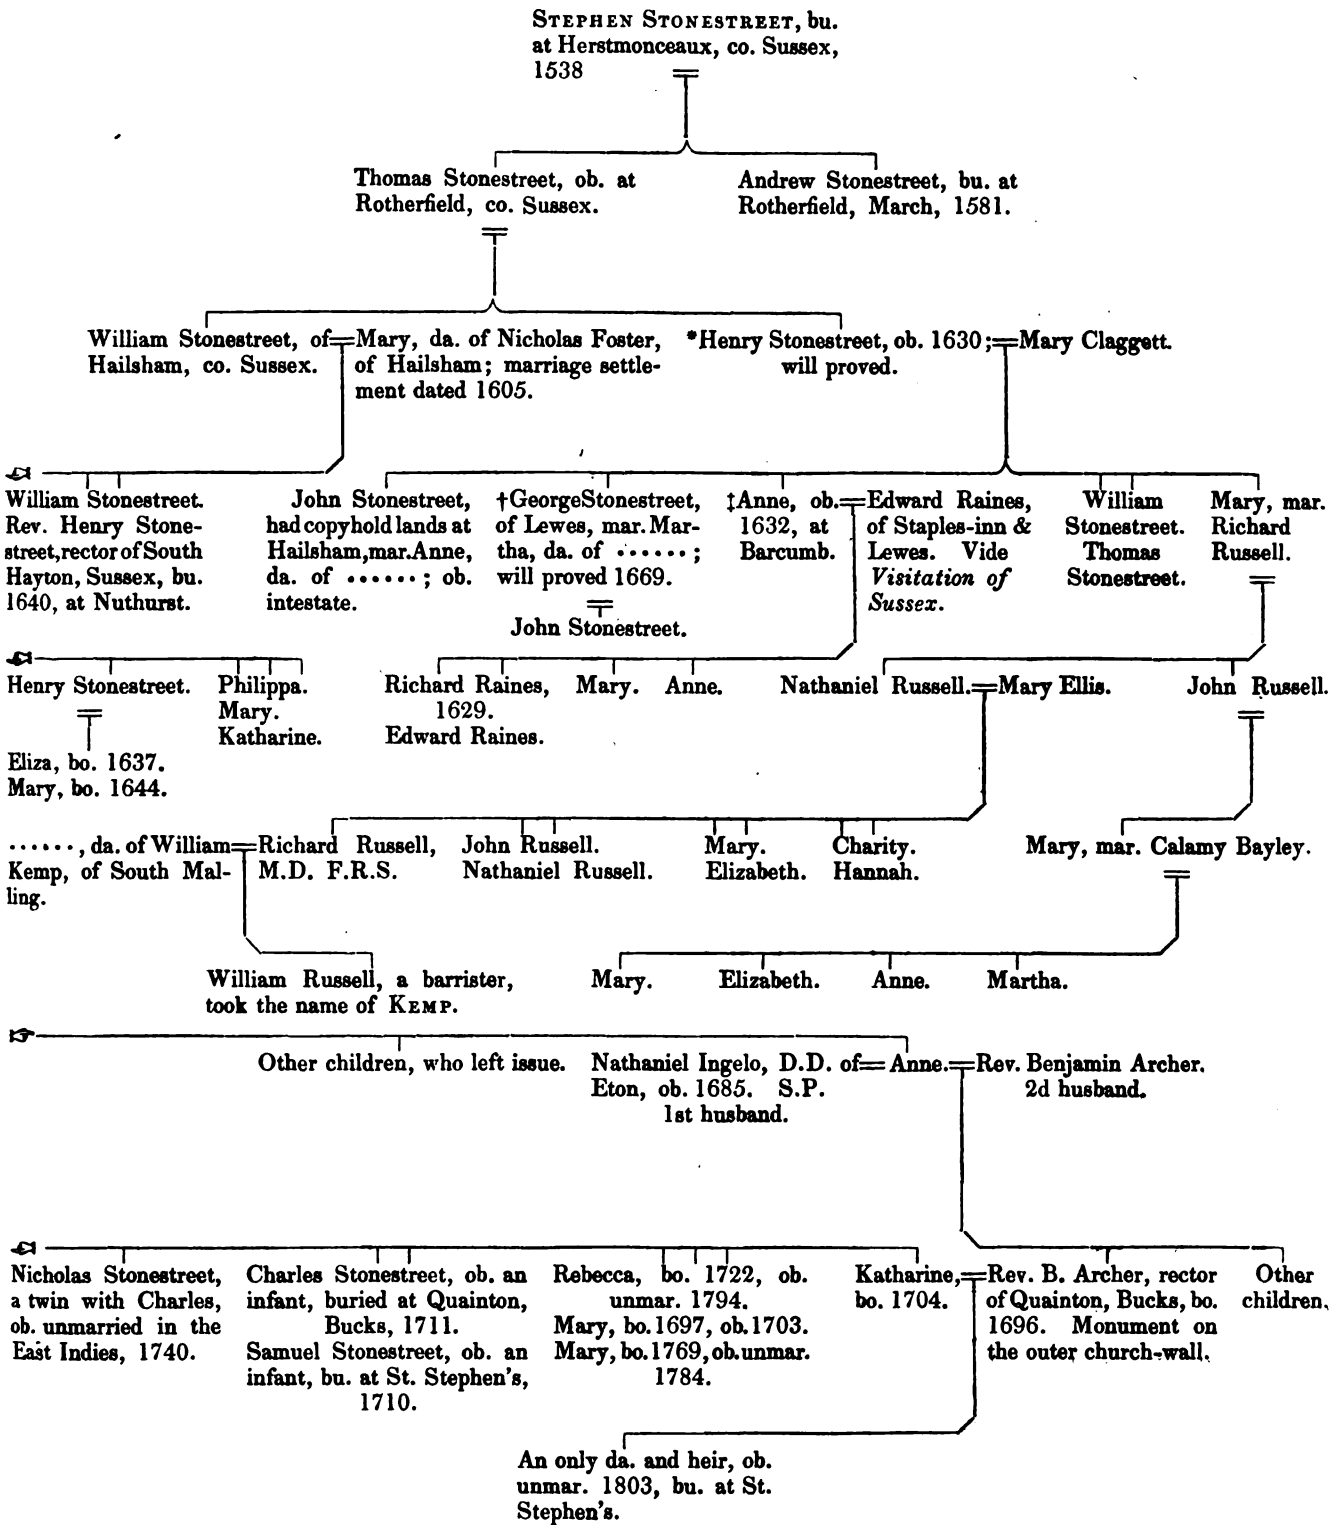 STEPHEN STONESTREET, bu.
at Herstmonceaux, co. Sussex,
1538
Thomas Stonestreet, ob. at
Rotherfield, co. Sussex.
Andrew Stonestreet, bu. at
Rotherfield, March, 1581.
William Stonestreet, of
Hailsham, co. Sussex.
Mary, da. of Nicholas Foster,
of Hailsham; marriage settle-
ment dated 1605.
*Henry Stonestreet, ob. 1630;
will proved.
Mary Claggett.
William Stonestreet.
Rev. Henry Stone-
street, rector of South
Hayton, Sussex, bu.
1640, at Nuthurst.
John Stonestreet,
had copyhold lands at
Hailsham, mar. Anne,
da. of ······; ob.
intestate.
†George Stonestreet,
of Lewes, mar. Mar-
tha, da. of ······;
will proved 1669.
John Stonestreet.
‡Anne, ob.
1632, at
Barcumb.
Edward Raines,
of Staples-inn &
Lewes. Vide
Visitation of
Sussex.
William
Stonestreet.
Thomas
Stonestreet.
Mary, mar.
Richard
Russell.
Henry Stonestreet.
Eliza, bo. 1637.
Mary, bo. 1644.
Philippa.
Mary.
Katharine.
Richard Raines,
1629.
Edward Raines.
Mary.
Anne.
Nathaniel Russell.
Mary Ellis.
John Russell.
······, da. of William
Kemp, of South Mal-
ling.
Richard Russell,
M.D. F.R.S.
John Russell.
Nathaniel Russell.
Mary.
Elizabeth.
Charity.
Hannah.
Mary, mar. Calamy Bayley.
William Russell, a barrister,
took the name of KEMP.
Mary.
Elizabeth.
Anne.
Martha.
Other children, who left issue.
Nathaniel Ingelo, D.D. of
Eton, ob. 1685. S.P.
1st husband.
Anne.
Rev. Benjamin Archer.
2d husband.
Nicholas Stonestreet,
a twin with Charles,
ob. unmarried in the
East Indies, 1740.
Charles Stonestreet, ob. an
infant, buried at Quainton,
Bucks, 1711.
Samuel Stonestreet, ob. an
infant, bu. at St. Stephen's,
1710.
Rebecca, bo. 1722, ob.
unmar. 1794.
Mary, bo. 1697, ob. 1703.
Mary, bo. 1769, ob. unmar.
1784.
Katharine,
bo. 1704.
Rev. B. Archer, rector
of Quainton, Bucks, bo.
1696. Monument on
the outer church-wall.
Other
children.
An only da. and heir, ob.
unmar. 1803, bu. at St.
Stephen's.